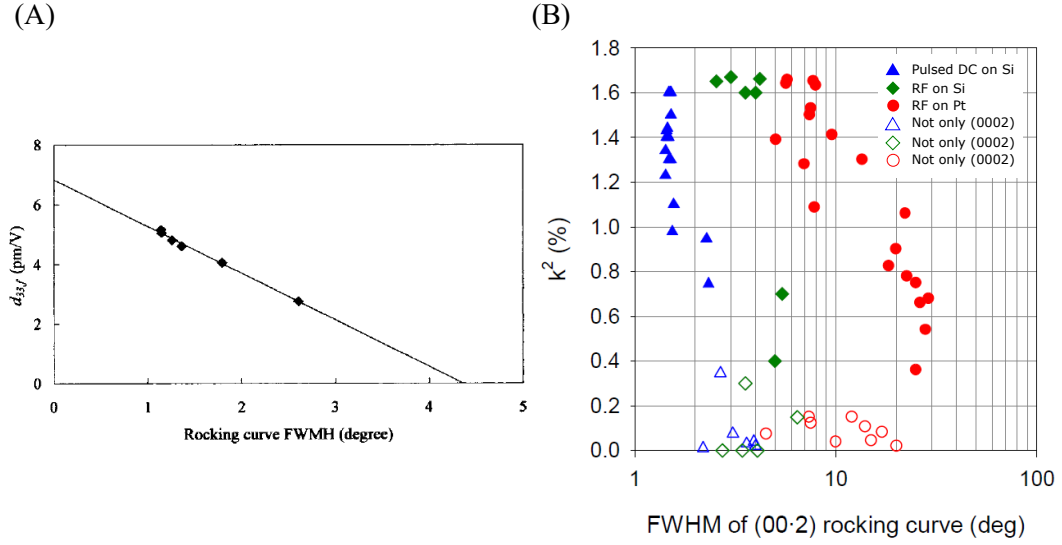 (A)
8
6
4
2
0
d33,f (pm/V)
0 1 2 3 4 5
Rocking curve FWMH (degree)
(B)
1.8
1.6
1.4
1.2
1.0
0.8
0.6
0.4
0.2
0.0
k² (%)
Pulsed DC on Si
RF on Si
RF on Pt
Not only (0002)
Not only (0002)
Not only (0002)
1 10 100
FWHM of (00·2) rocking curve (deg)